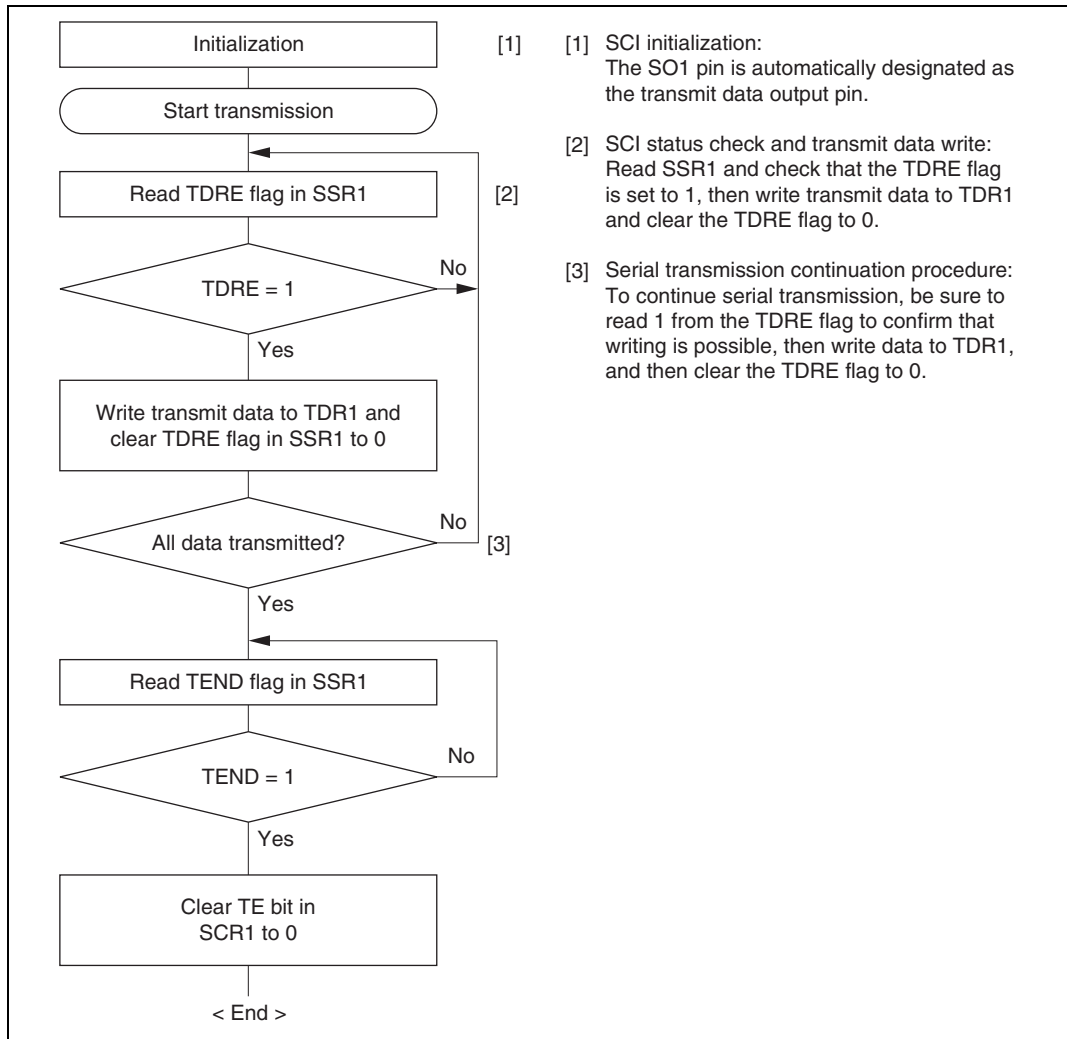 Initialization
[1]
Start transmission
Read TDRE flag in SSR1
[2]
TDRE = 1
No
Yes
Write transmit data to TDR1 and
clear TDRE flag in SSR1 to 0
All data transmitted?
No
[3]
Yes
Read TEND flag in SSR1
TEND = 1
No
Yes
Clear TE bit in
SCR1 to 0
< End >
[1] SCI initialization:
The SO1 pin is automatically designated as
the transmit data output pin.
[2] SCI status check and transmit data write:
Read SSR1 and check that the TDRE flag
is set to 1, then write transmit data to TDR1
and clear the TDRE flag to 0.
[3] Serial transmission continuation procedure:
To continue serial transmission, be sure to
read 1 from the TDRE flag to confirm that
writing is possible, then write data to TDR1,
and then clear the TDRE flag to 0.